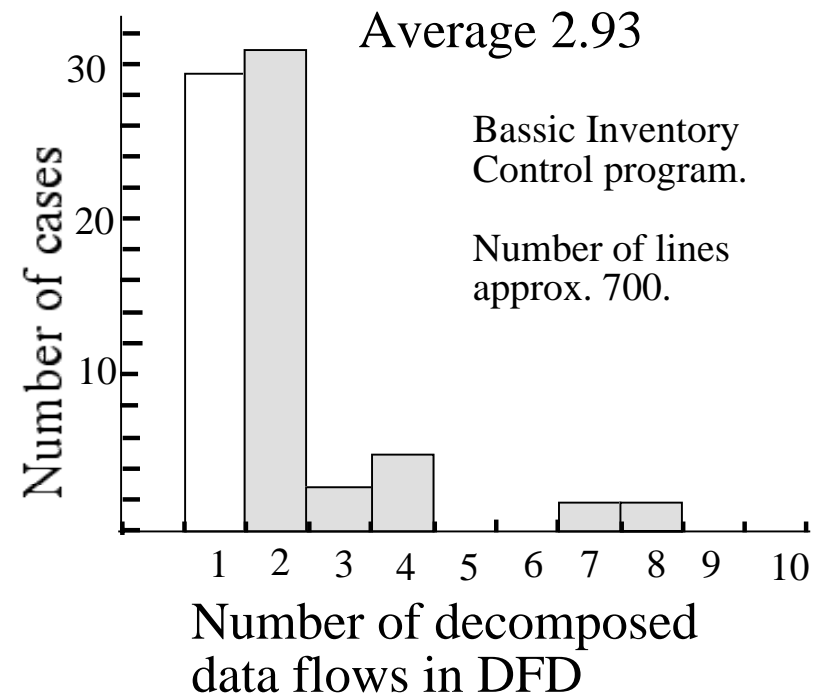 Average 2.93
Bassic Inventory
Control program.
Number of lines
approx. 700.
Number of cases
30
20
10
1 2 3 4 5 6 7 8 9 10
Number of decomposed
data flows in DFD